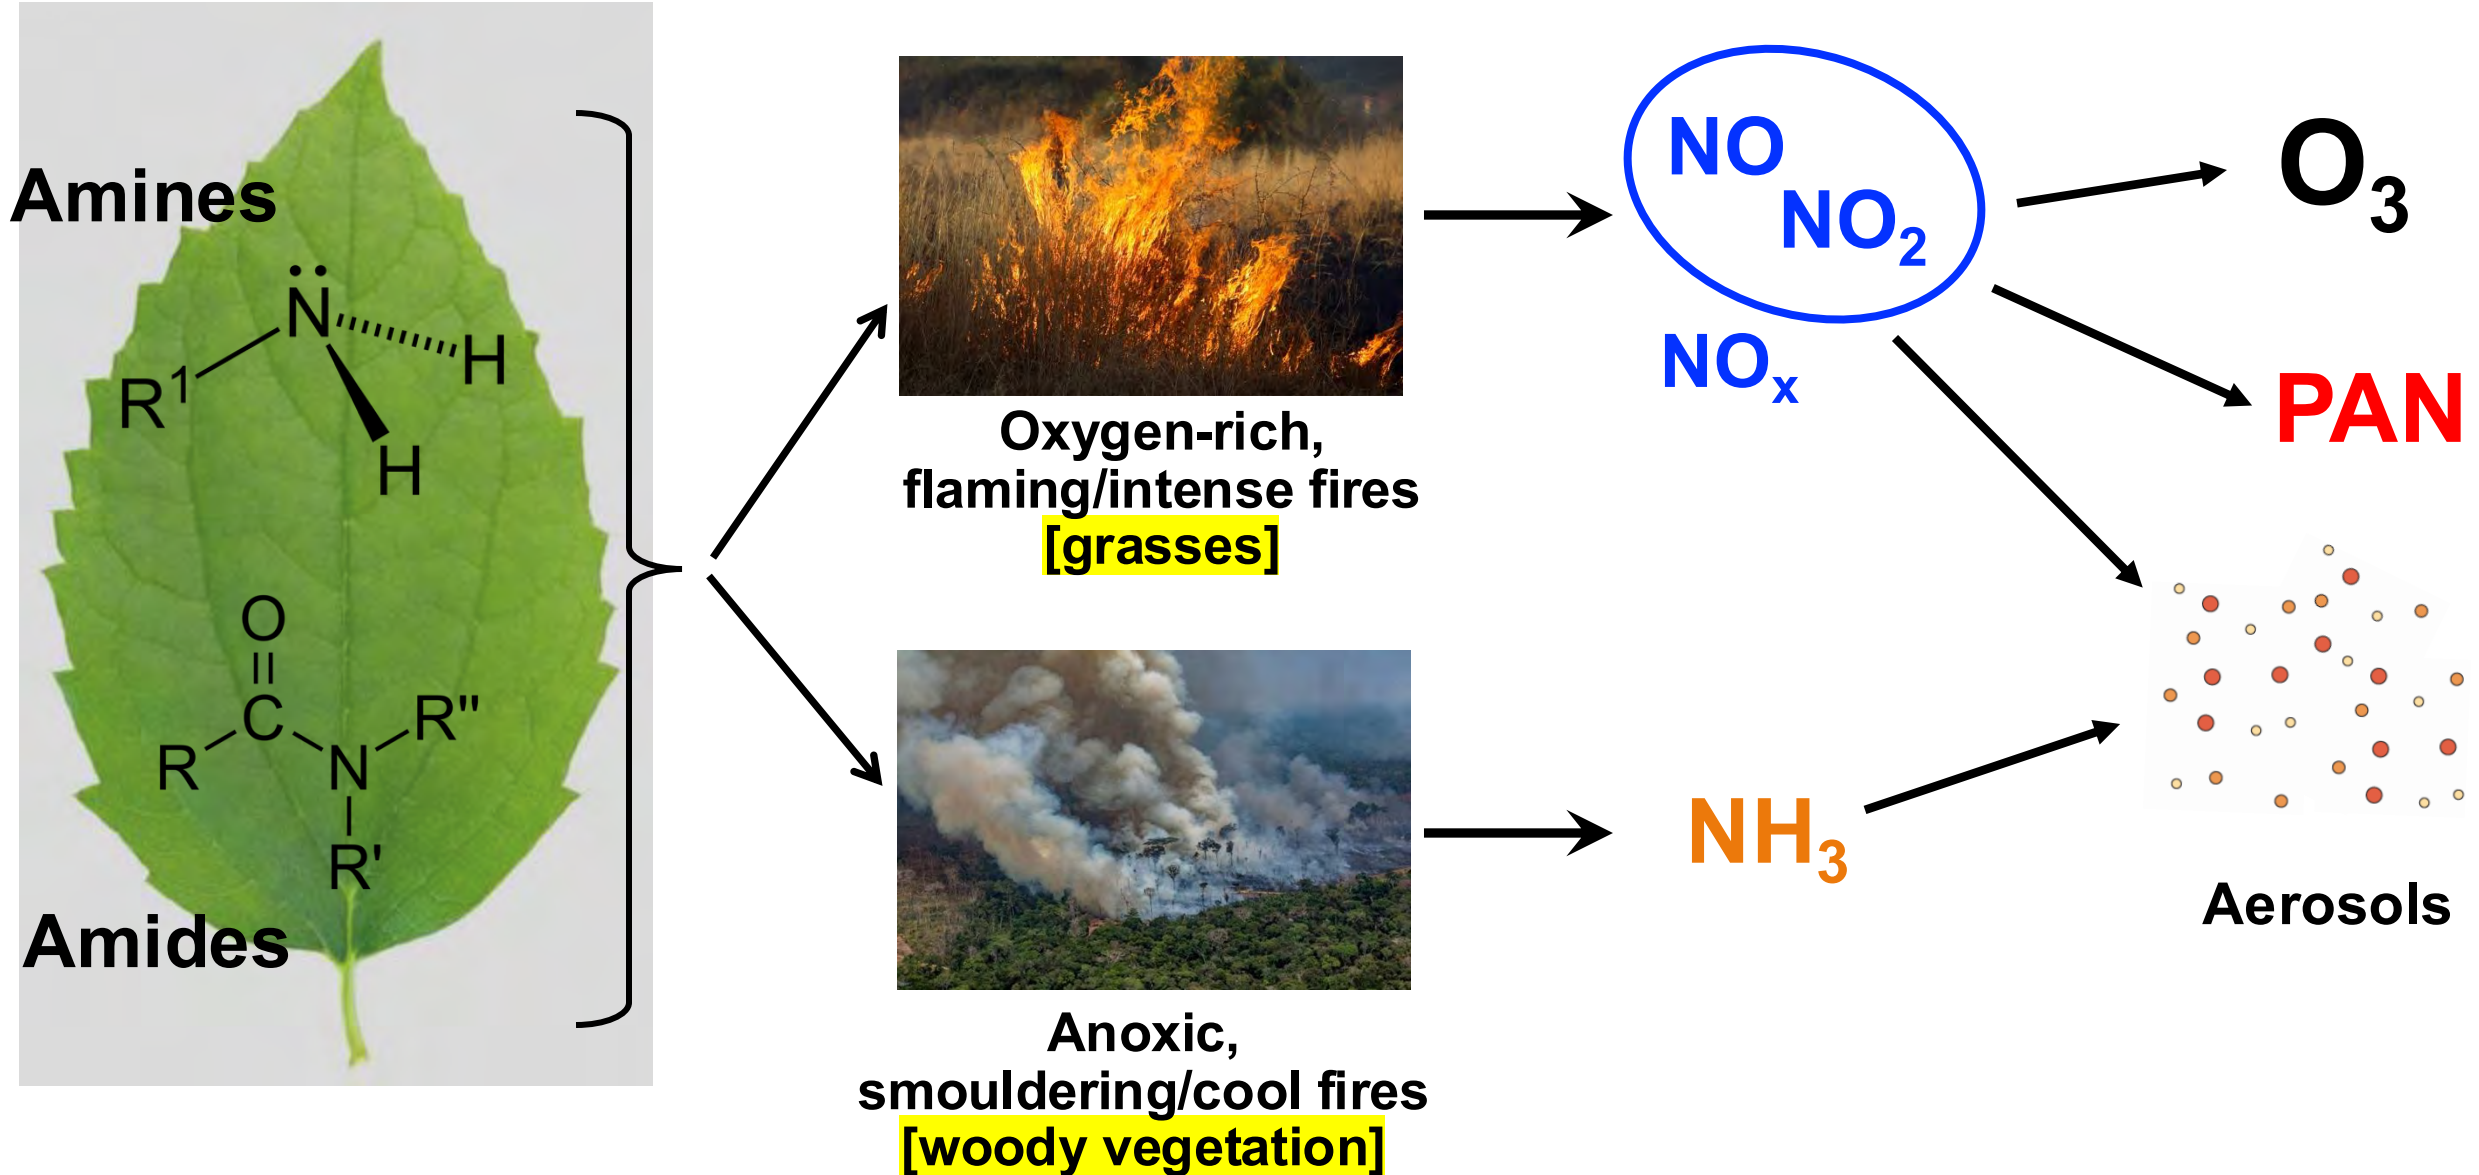 Amines
N
R¹
H
H
O
C
R
N
R"
R'
Amides
Oxygen-rich,
flaming/intense fires
[grasses]
Anoxic,
smouldering/cool fires
[woody vegetation]
NO
NO₂
NOₓ
NH₃
O₃
PAN
Aerosols